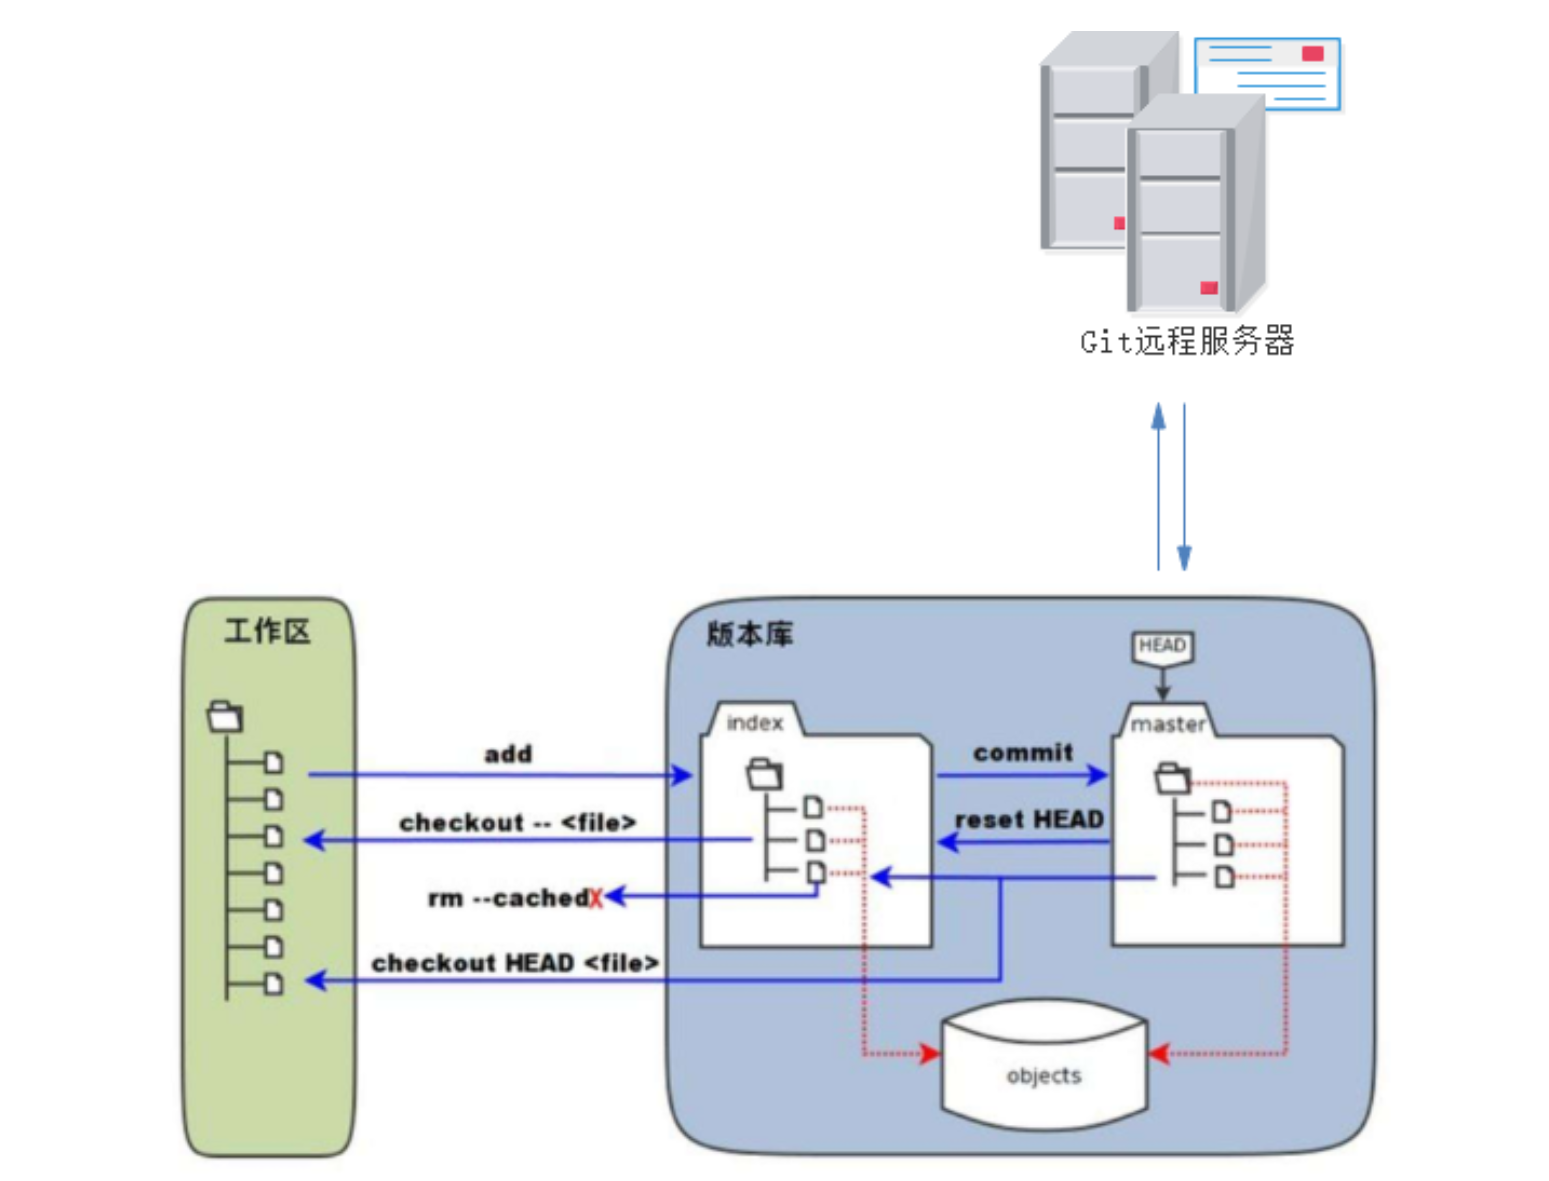 Git远程服务器
工作区
版本库
HEAD
index
master
add
commit
checkout -- <file>
reset HEAD
rm --cachedX
checkout HEAD <file>
objects